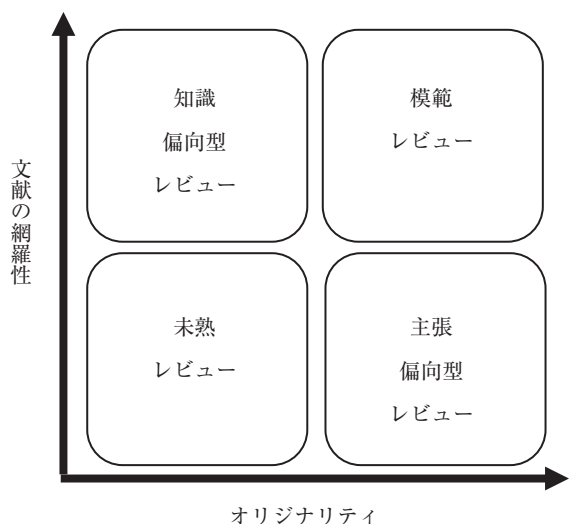 文献の網羅性
知識
偏向型
レビュー
模範
レビュー
未熟
レビュー
主張
偏向型
レビュー
オリジナリティ